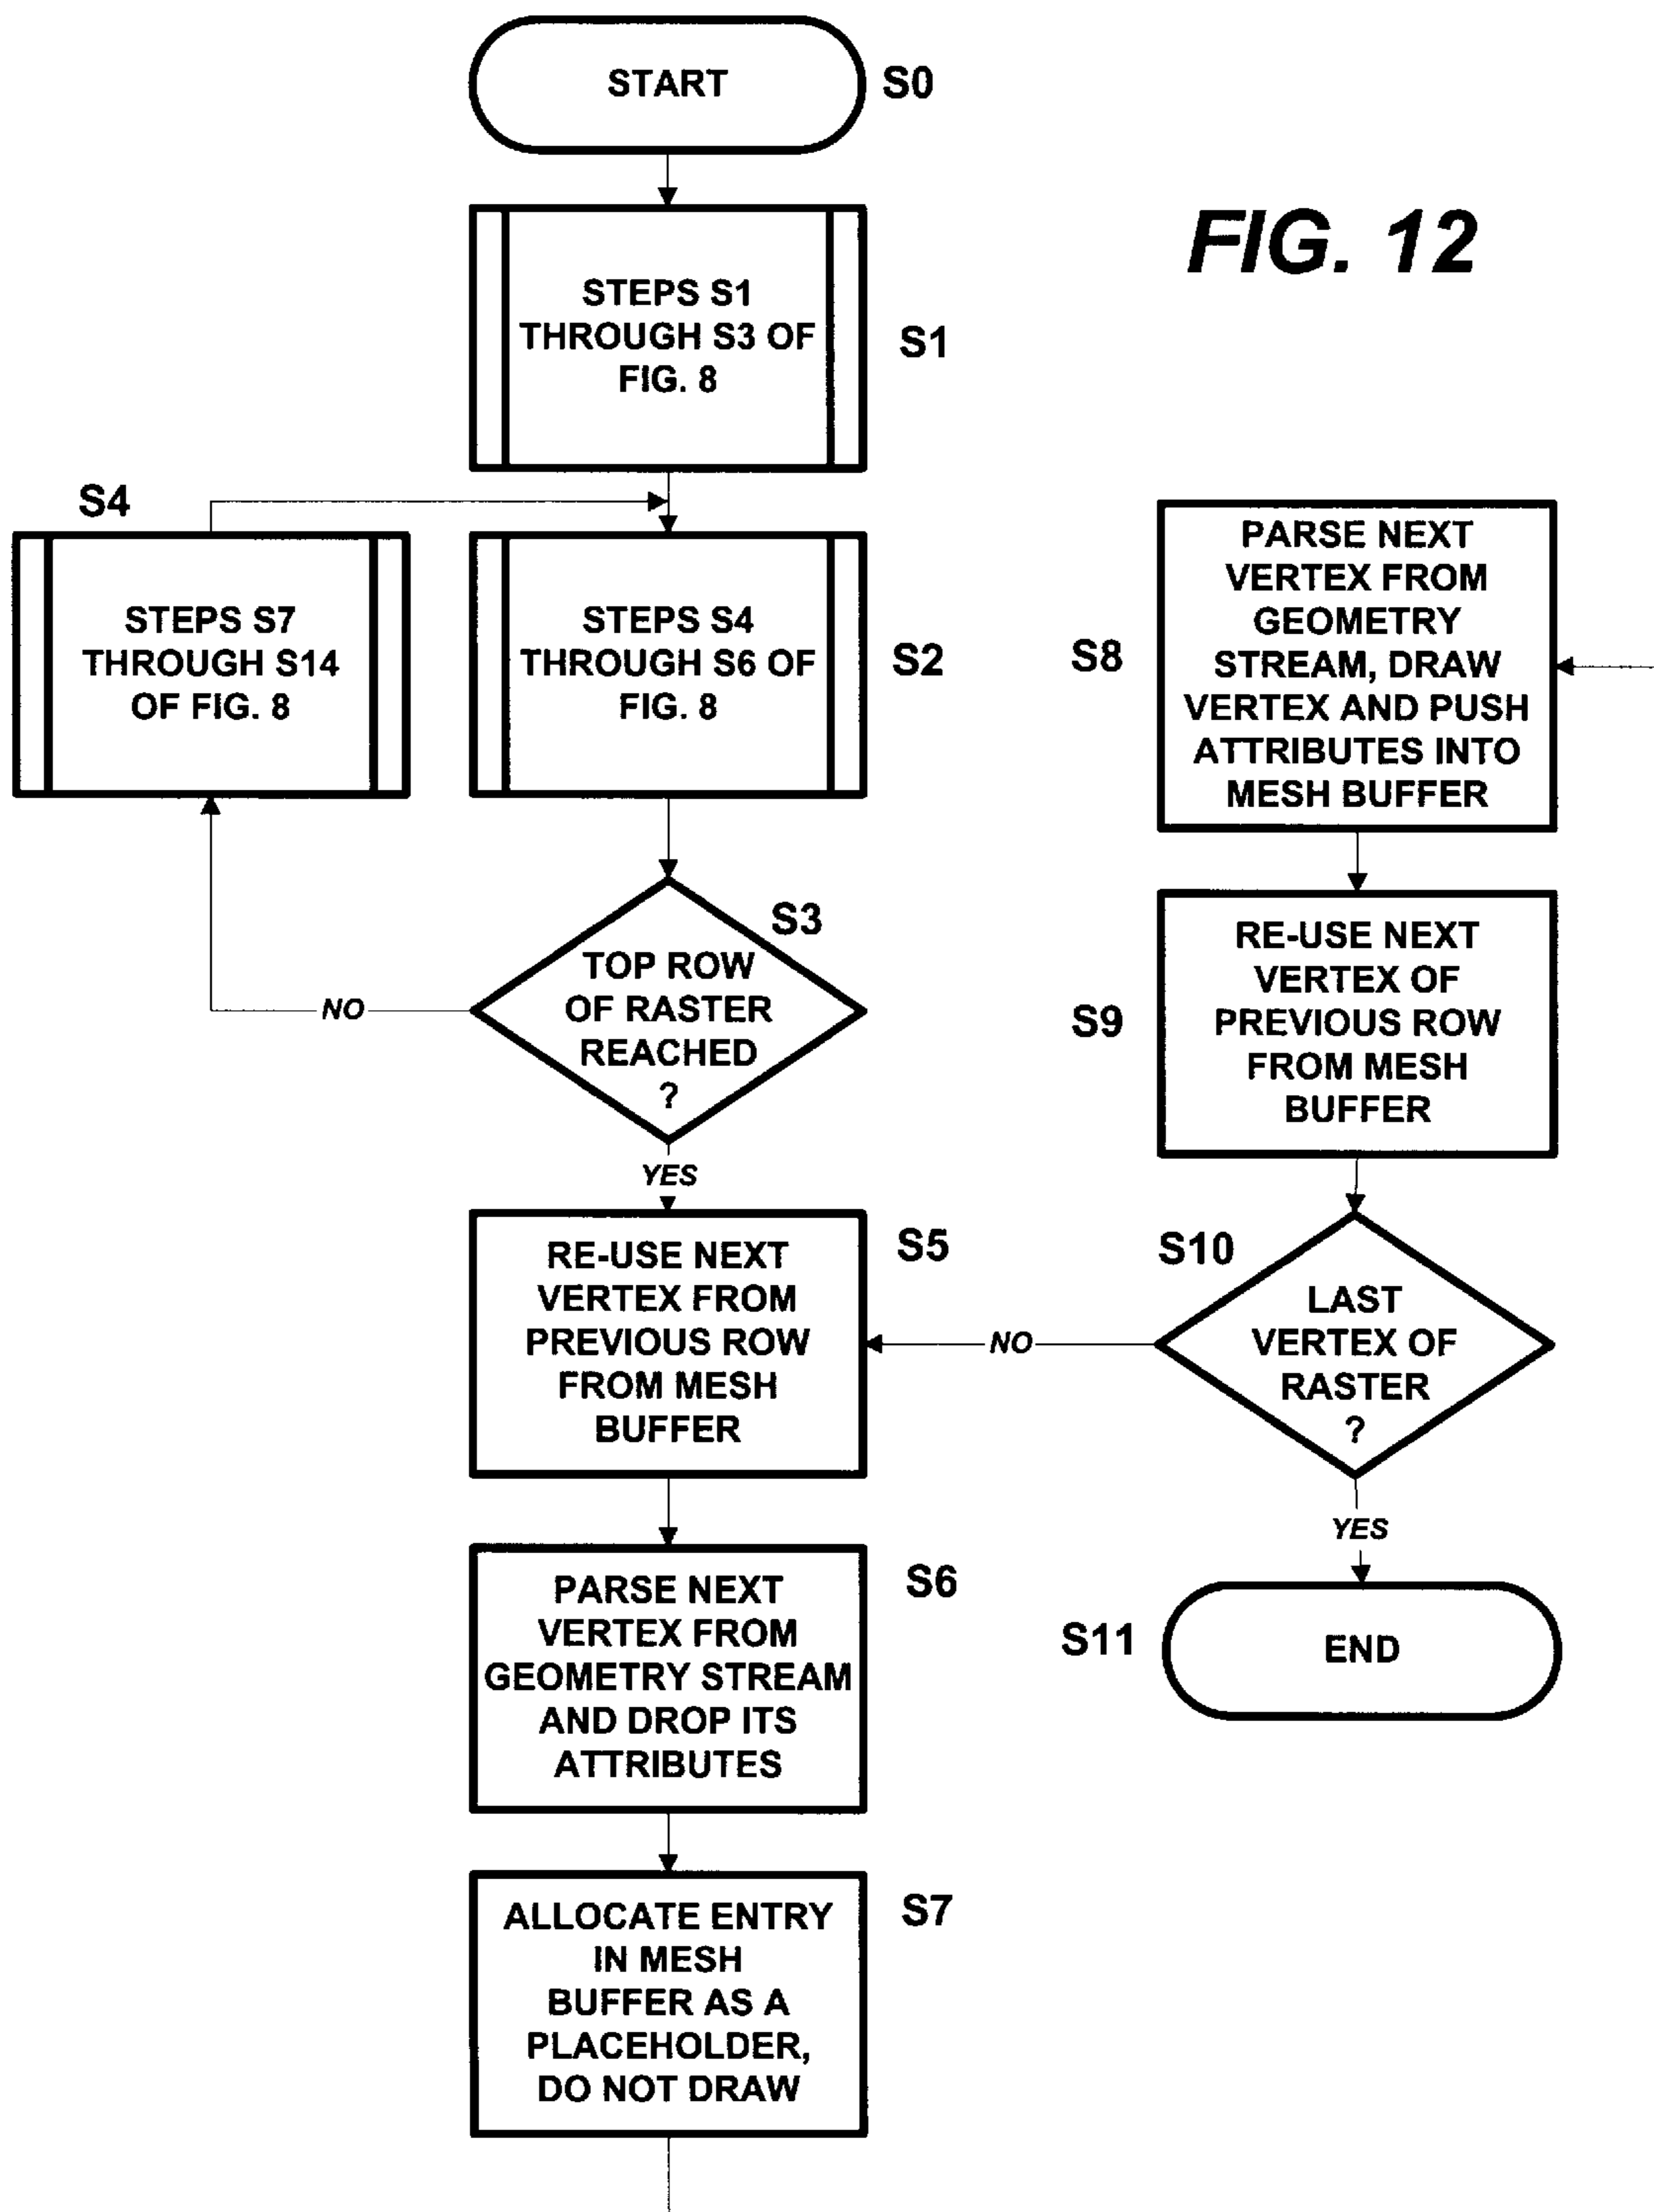 START
S0
FIG. 12
STEPS S1
THROUGH S3 OF
FIG. 8
S1
S4
STEPS S7
THROUGH S14
OF FIG. 8
STEPS S4
THROUGH S6 OF
FIG. 8
S2
S3
TOP ROW
OF RASTER
REACHED
?
NO
YES
RE-USE NEXT
VERTEX FROM
PREVIOUS ROW
FROM MESH
BUFFER
S5
PARSE NEXT
VERTEX FROM
GEOMETRY STREAM
AND DROP ITS
ATTRIBUTES
S6
ALLOCATE ENTRY
IN MESH
BUFFER AS A
PLACEHOLDER,
DO NOT DRAW
S7
S8
PARSE NEXT
VERTEX FROM
GEOMETRY
STREAM, DRAW
VERTEX AND PUSH
ATTRIBUTES INTO
MESH BUFFER
S9
RE-USE NEXT
VERTEX OF
PREVIOUS ROW
FROM MESH
BUFFER
S10
LAST
VERTEX OF
RASTER
?
NO
YES
S11
END